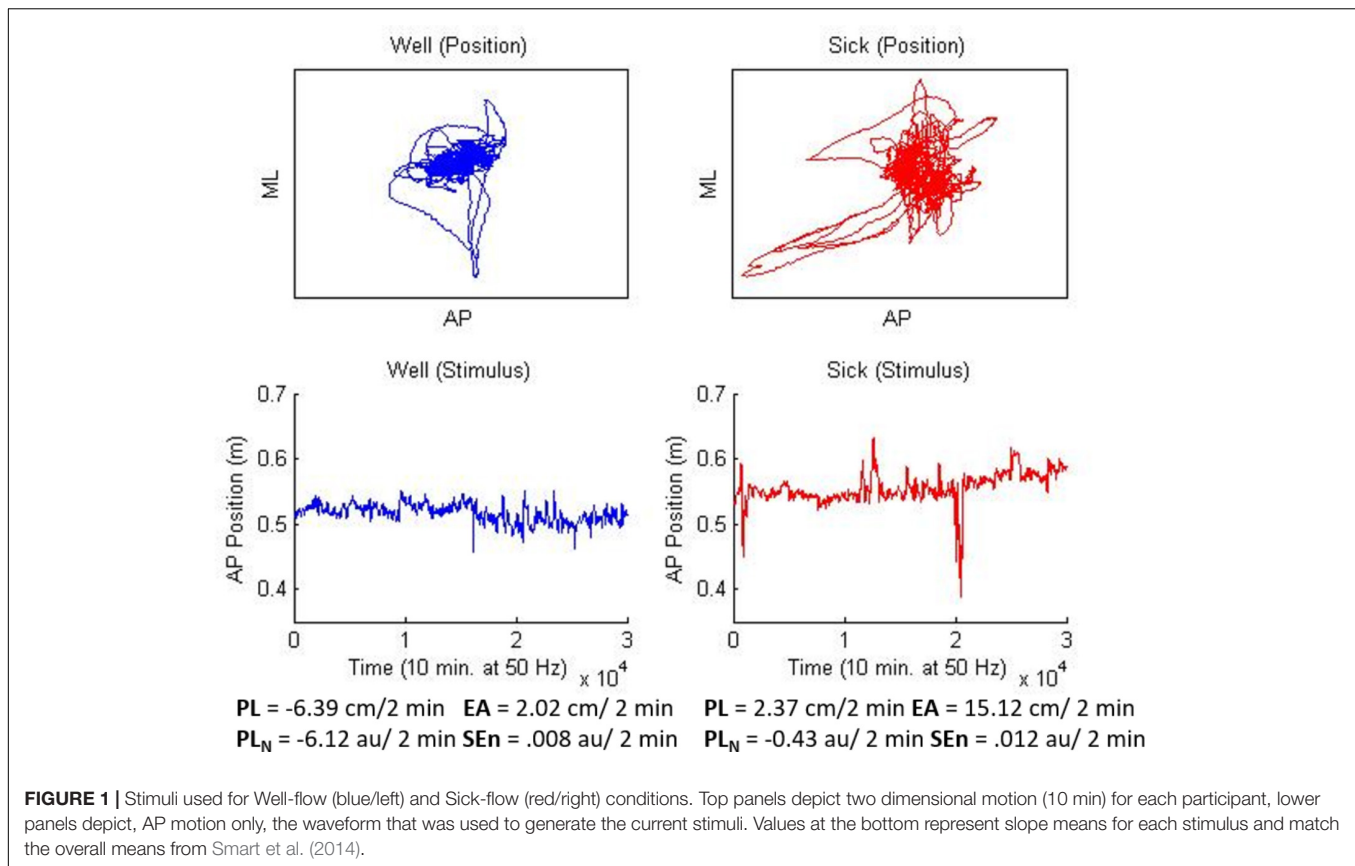 Well (Position)
Sick (Position)
ML
ML
AP
AP
Well (Stimulus)
Sick (Stimulus)
0.7
0.6
0.5
0.4
AP Position (m)
0 1 2 3
Time (10 min. at 50 Hz) x 10^4
0.7
0.6
0.5
0.4
AP Position (m)
0 1 2 3
Time (10 min. at 50 Hz) x 10^4
PL = -6.39 cm/2 min EA = 2.02 cm/ 2 min
PL_N = -6.12 au/ 2 min SEn = .008 au/ 2 min
PL = 2.37 cm/2 min EA = 15.12 cm/ 2 min
PL_N = -0.43 au/ 2 min SEn = .012 au/ 2 min
FIGURE 1 | Stimuli used for Well-flow (blue/left) and Sick-flow (red/right) conditions. Top panels depict two dimensional motion (10 min) for each participant, lower
panels depict, AP motion only, the waveform that was used to generate the current stimuli. Values at the bottom represent slope means for each stimulus and match
the overall means from Smart et al. (2014).